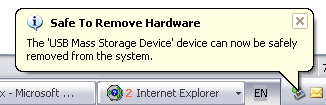 Safe To Remove Hardware
The 'USB Mass Storage Device' device can now be safely
removed from the system.
x - Microsoft ...
2 Internet Explorer
EN